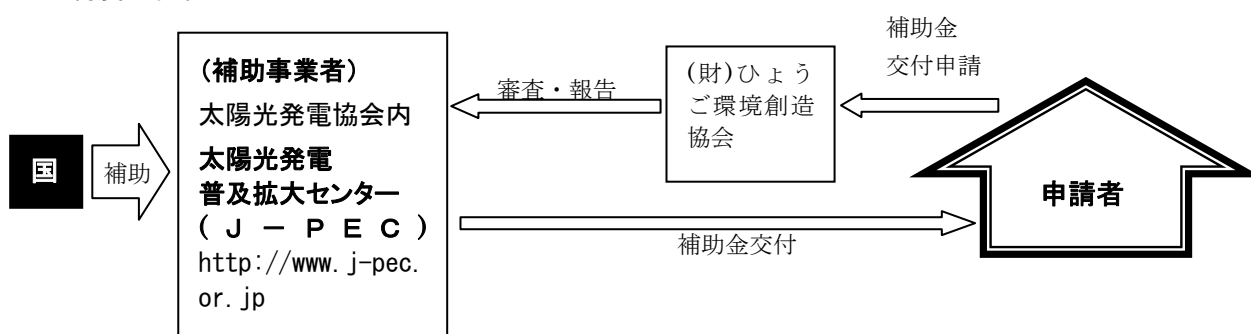 国
補助
(補助事業者)
太陽光発電協会内
太陽光発電
普及拡大センター
(J－PEC)
http://www.j-pec.
or.jp
審査・報告
(財)ひょう
ご環境創造
協会
補助金
交付申請
申請者
補助金交付